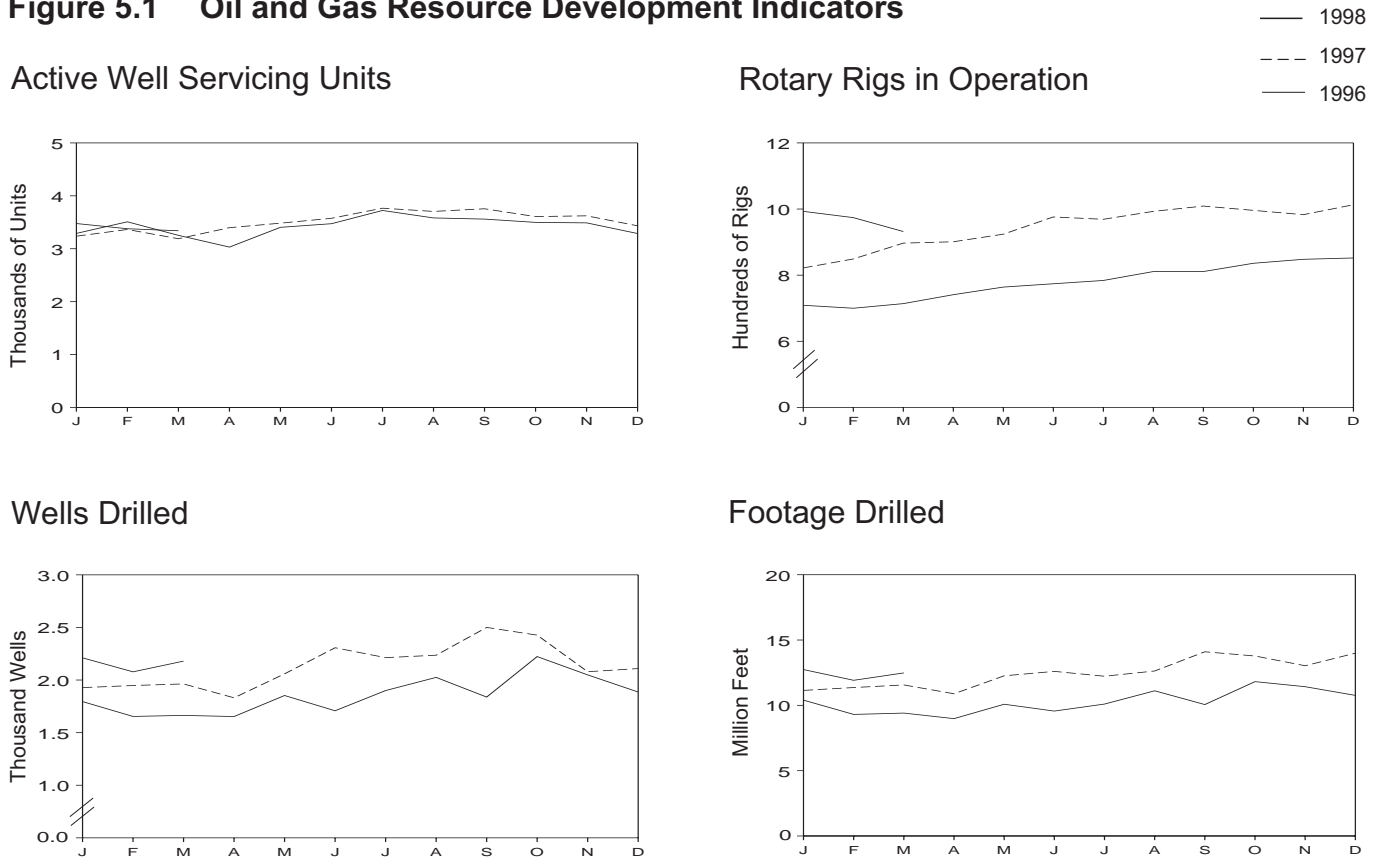 Figure 5.1 Oil and Gas Resource Development Indicators
1998
1997
1996
Active Well Servicing Units
Thousands of Units
5
4
3
2
1
0
J F M A M J J A S O N D
Rotary Rigs in Operation
Hundreds of Rigs
12
10
8
6
0
J F M A M J J A S O N D
Wells Drilled
Thousand Wells
3.0
2.5
2.0
1.5
1.0
0.0
J F M A M J J A S O N D
Footage Drilled
Million Feet
20
15
10
5
0
J F M A M J J A S O N D